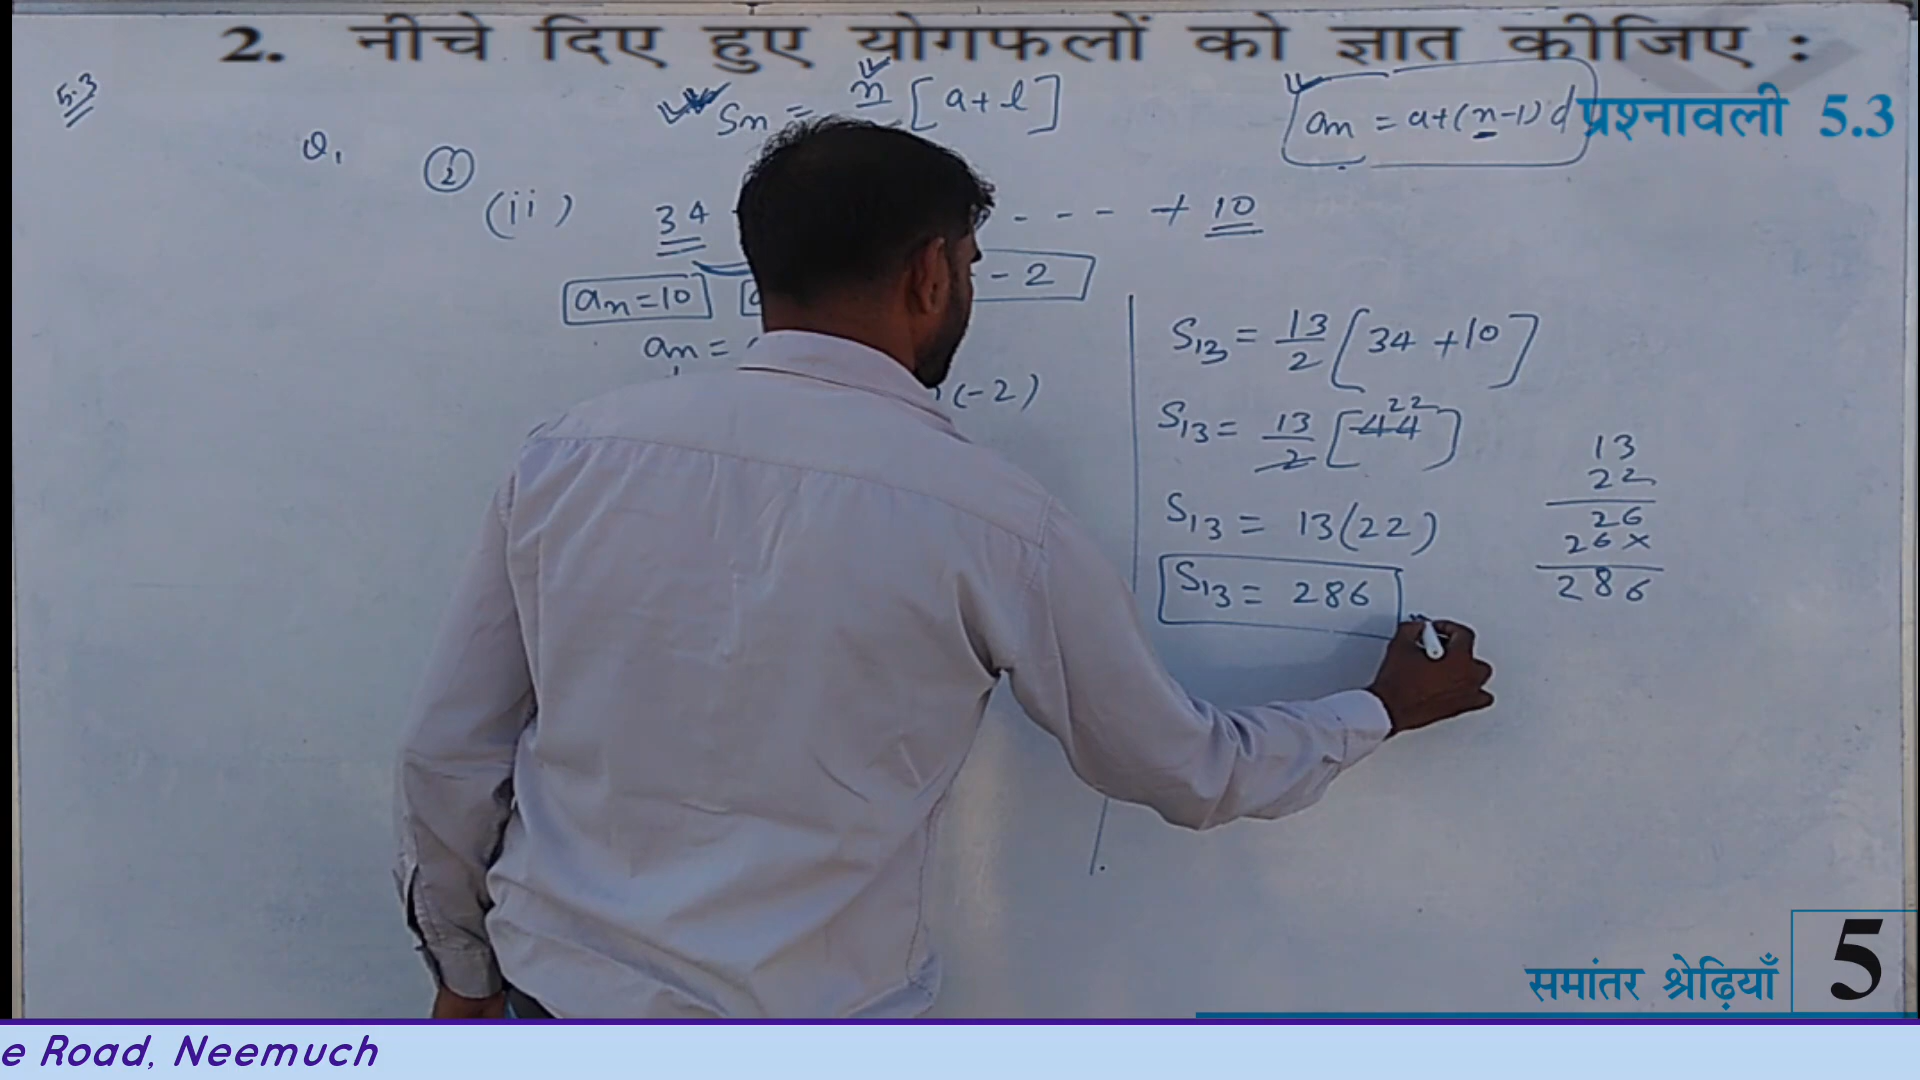 2. नीचे दिए हुए योगफलों को ज्ञात कीजिए :
5.3
Sn = n [a+l]
an = a+(n-1)d
प्रश्नावली 5.3
Q. 2
(ii) 34 - - - + 10
an=10
- 2
an =
(-2)
S13 = 13/2 [34+10]
S13 = 13/2 [44] 22
S13 = 13(22)
S13 = 286
13
22
26
26×
286
समांतर श्रेढ़ियाँ 5
e Road, Neemuch